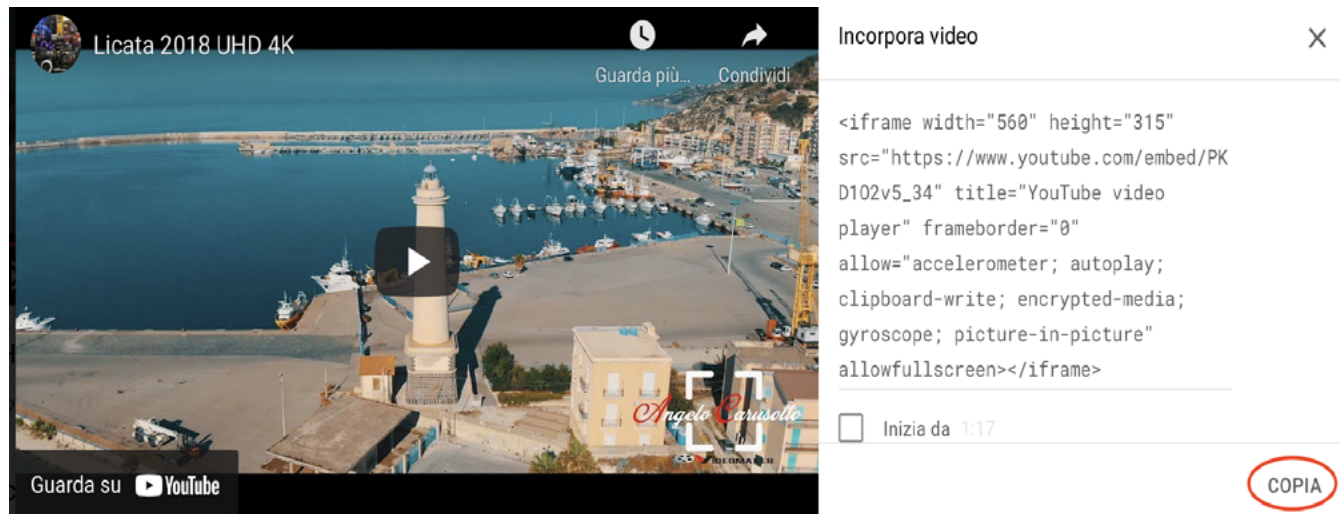 Licata 2018 UHD 4K
Guarda più...
Condividi
Angelo Carusotto
VIDEOMAKER
Guarda su YouTube
Incorpora video
<iframe width="560" height="315"
src="https://www.youtube.com/embed/PK
D1O2v5_34" title="YouTube video
player" frameborder="0"
allow="accelerometer; autoplay;
clipboard-write; encrypted-media;
gyroscope; picture-in-picture"
allowfullscreen></iframe>
Inizia da 1:17
COPIA